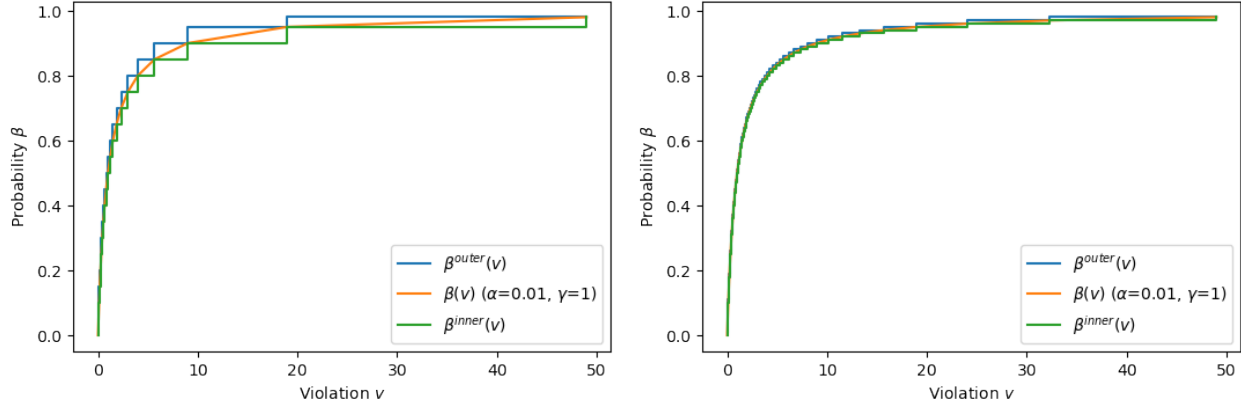 1.0
0.8
0.6
0.4
0.2
0.0
Probability β
0 10 20 30 40 50
Violation v
β^outer(v)
β(v) (α=0.01, γ=1)
β^inner(v)
1.0
0.8
0.6
0.4
0.2
0.0
Probability β
0 10 20 30 40 50
Violation v
β^outer(v)
β(v) (α=0.01, γ=1)
β^inner(v)